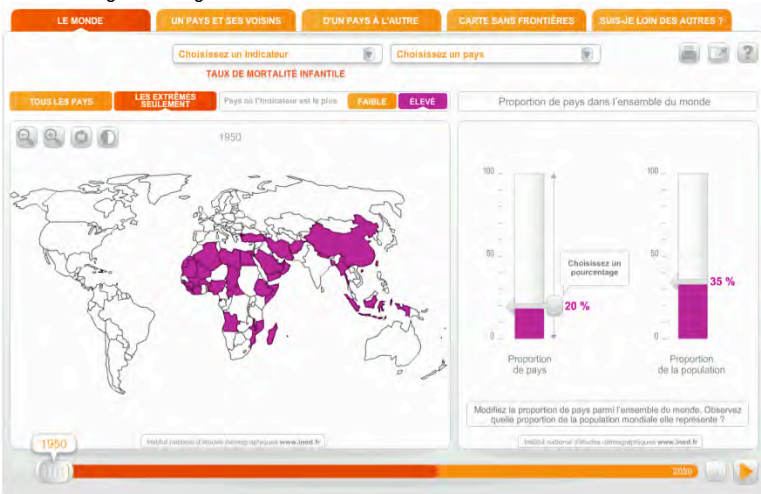 LE MONDE
UN PAYS ET SES VOISINS
D'UN PAYS À L'AUTRE
CARTE SANS FRONTIÈRES
SUIS-JE LOIN DES AUTRES ?
Choisissez un indicateur
Choisissez un pays
?
TAUX DE MORTALITÉ INFANTILE
TOUS LES PAYS
LES EXTRÊMES
SEULEMENT
Pays où l'indicateur est le plus
FAIBLE
ÉLEVÉ
Proportion de pays dans l'ensemble du monde
1950
100
50
0
Choisissez un
pourcentage
20 %
Proportion
de pays
100
50
0
35 %
Proportion
de la population
Modifiez la proportion de pays parmi l'ensemble du monde. Observez
quelle proportion de la population mondiale elle représente ?
Institut national d'études démographiques www.ined.fr
Institut national d'études démographiques www.ined.fr
1950
2050